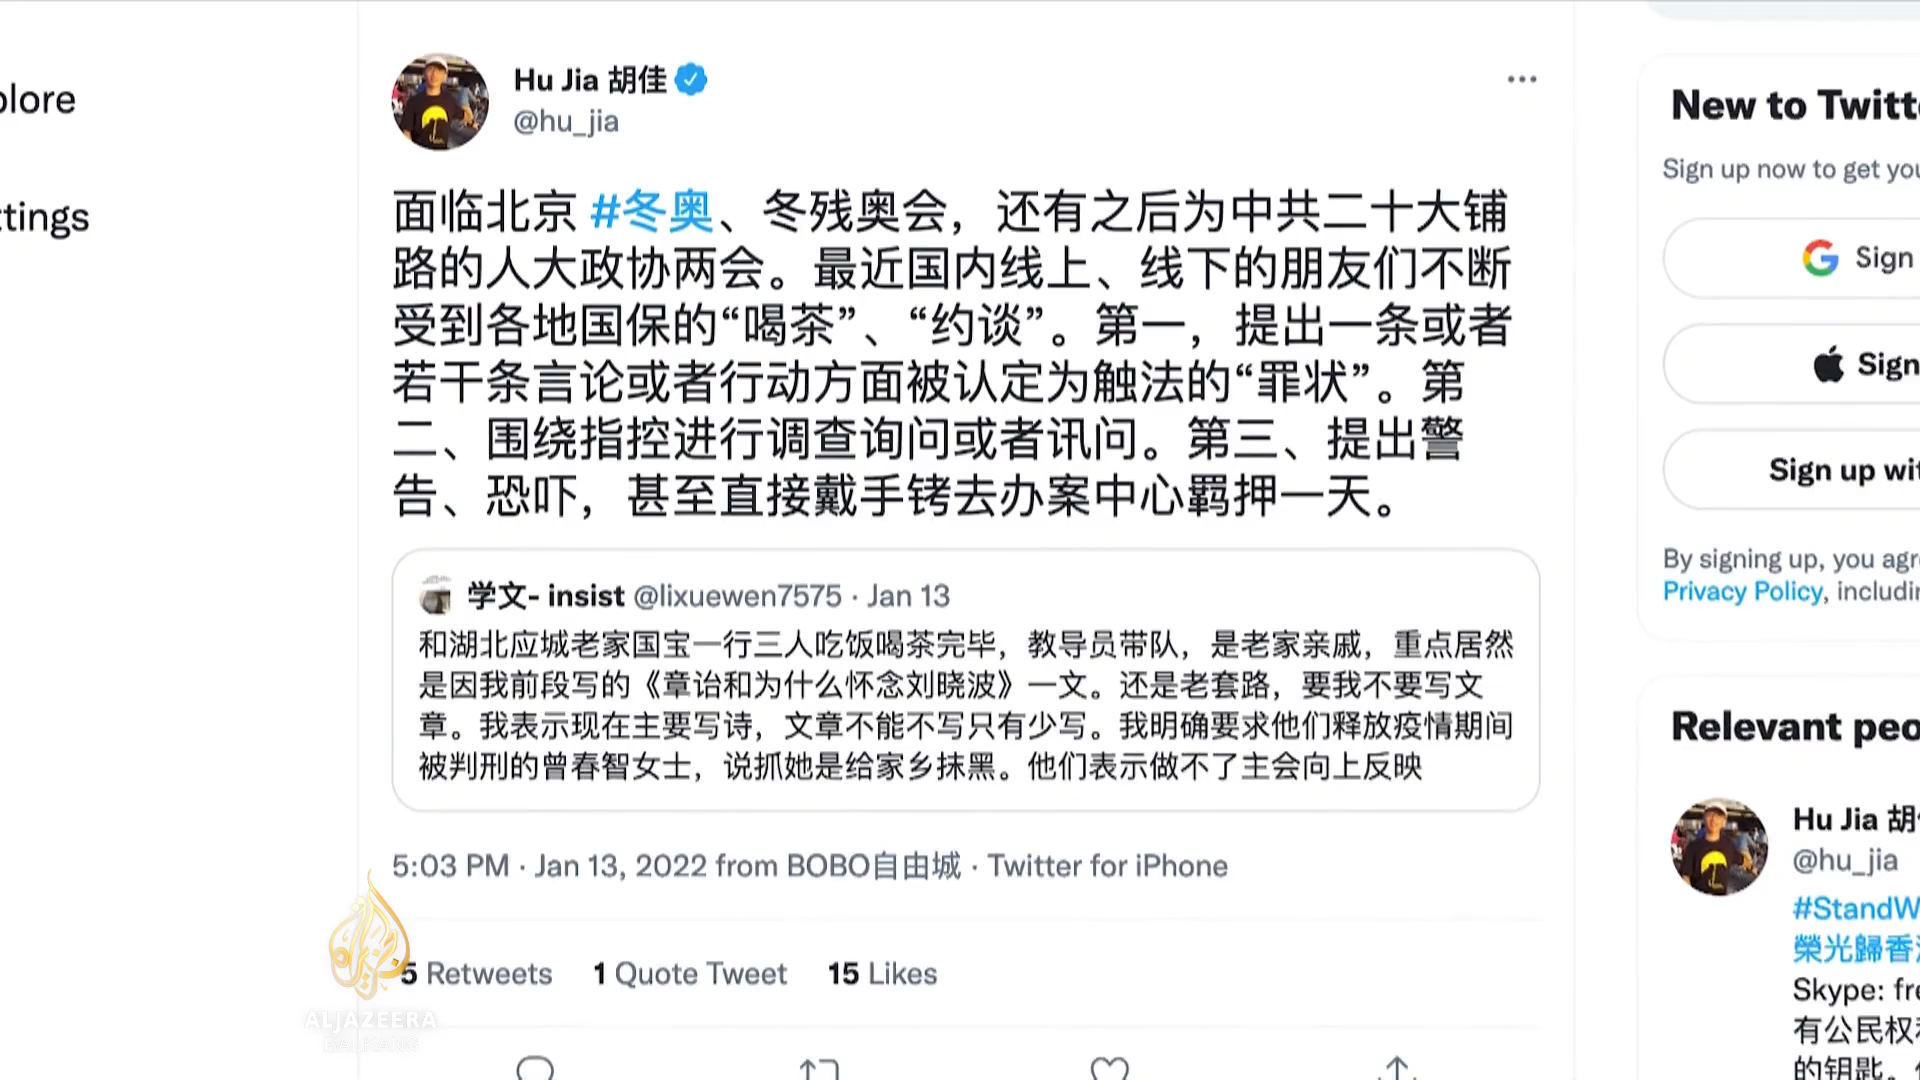 plore
ttings
Hu Jia 胡佳
@hu_jia
面临北京 #冬奥、冬残奥会，还有之后为中共二十大铺
路的人大政协两会。最近国内线上、线下的朋友们不断
受到各地国保的“喝茶”、“约谈”。第一，提出一条或者
若干条言论或者行动方面被认定为触法的“罪状”。第
二、围绕指控进行调查询问或者讯问。第三、提出警
告、恐吓，甚至直接戴手铐去办案中心羁押一天。
学文- insist @lixuewen7575 · Jan 13
和湖北应城老家国宝一行三人吃饭喝茶完毕，教导员带队，是老家亲戚，重点居然
是因我前段写的《章诒和为什么怀念刘晓波》一文。还是老套路，要我不要写文
章。我表示现在主要写诗，文章不能不写只有少写。我明确要求他们释放疫情期间
被判刑的曾春智女士，说抓她是给家乡抹黑。他们表示做不了主会向上反映
5:03 PM · Jan 13, 2022 from BOBO自由城 · Twitter for iPhone
5 Retweets 1 Quote Tweet 15 Likes
ALJAZEERA
BALKANS
New to Twitt
Sign up now to get you
Sign
Sign
Sign up wit
By signing up, you agr
Privacy Policy, includin
Relevant peo
Hu Jia 胡
@hu_jia
#StandW
榮光歸香
Skype: fre
有公民权
的钥匙。